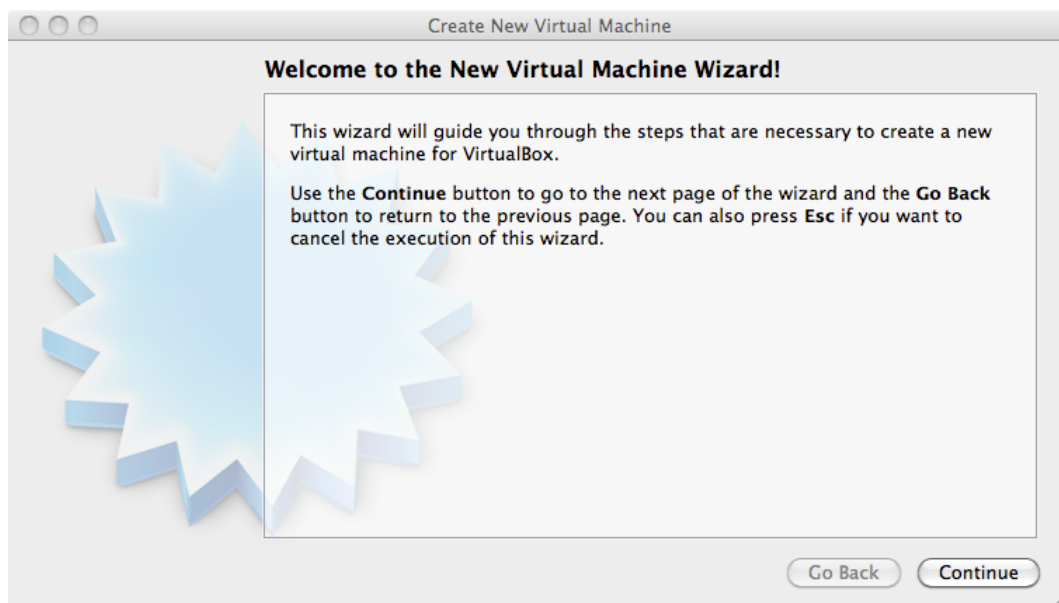 Create New Virtual Machine
Welcome to the New Virtual Machine Wizard!
This wizard will guide you through the steps that are necessary to create a new
virtual machine for VirtualBox.
Use the Continue button to go to the next page of the wizard and the Go Back
button to return to the previous page. You can also press Esc if you want to
cancel the execution of this wizard.
Go Back
Continue